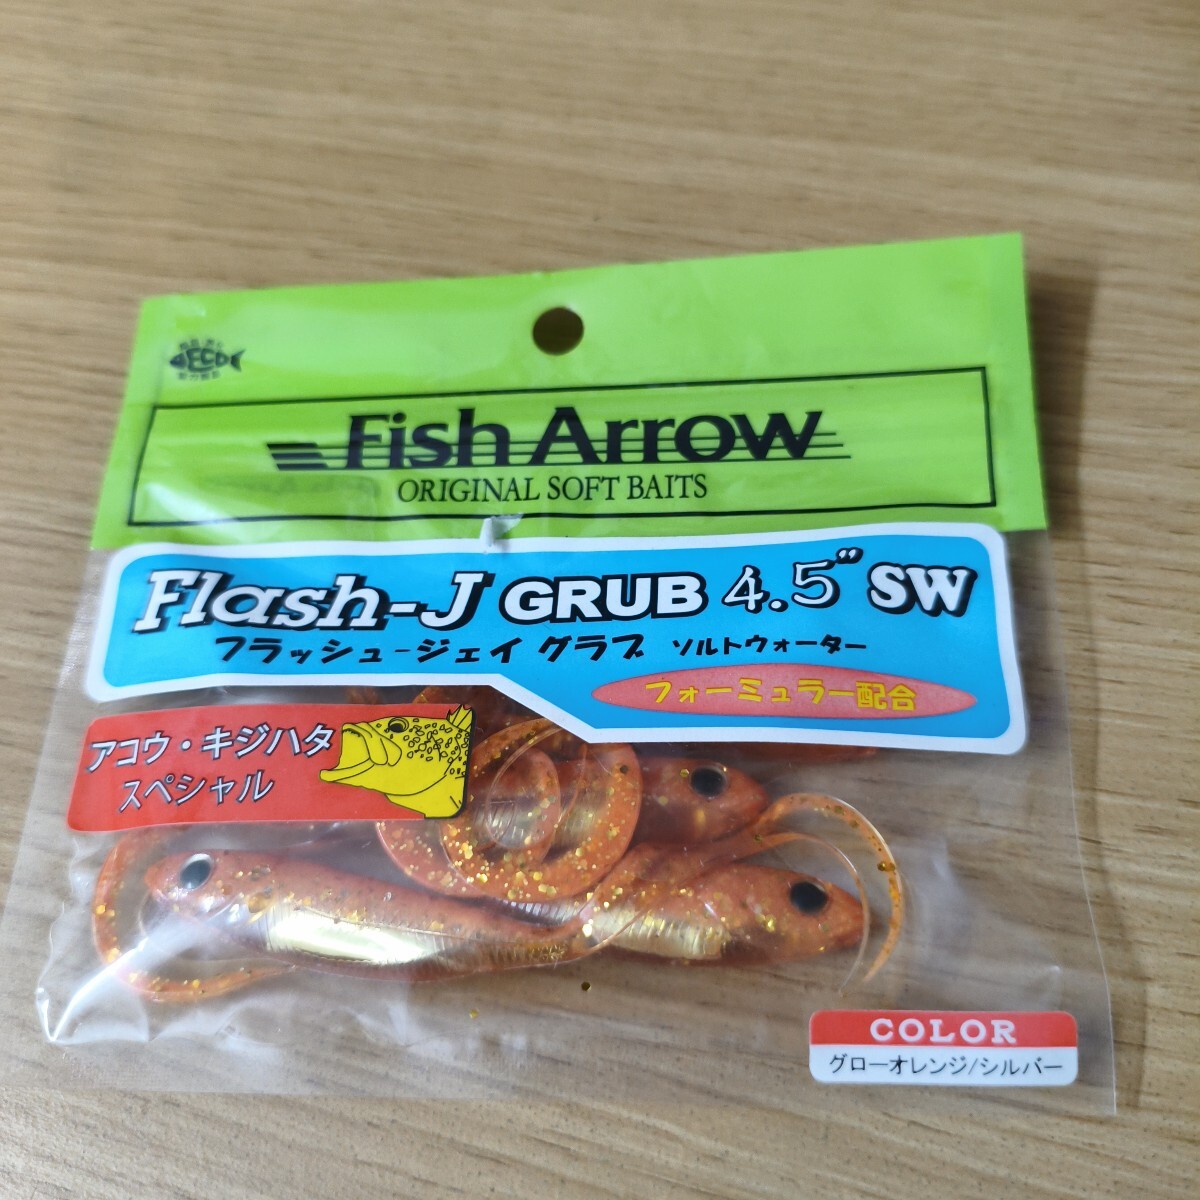 ECO
Fish Arrow
ORIGINAL SOFT BAITS
Flash-J GRUB 4.5" SW
フラッシュ-ジェイ グラブ ソルトウォーター
フォーミュラー配合
アコウ・キジハタ
スペシャル
COLOR
グローオレンジ/シルバー